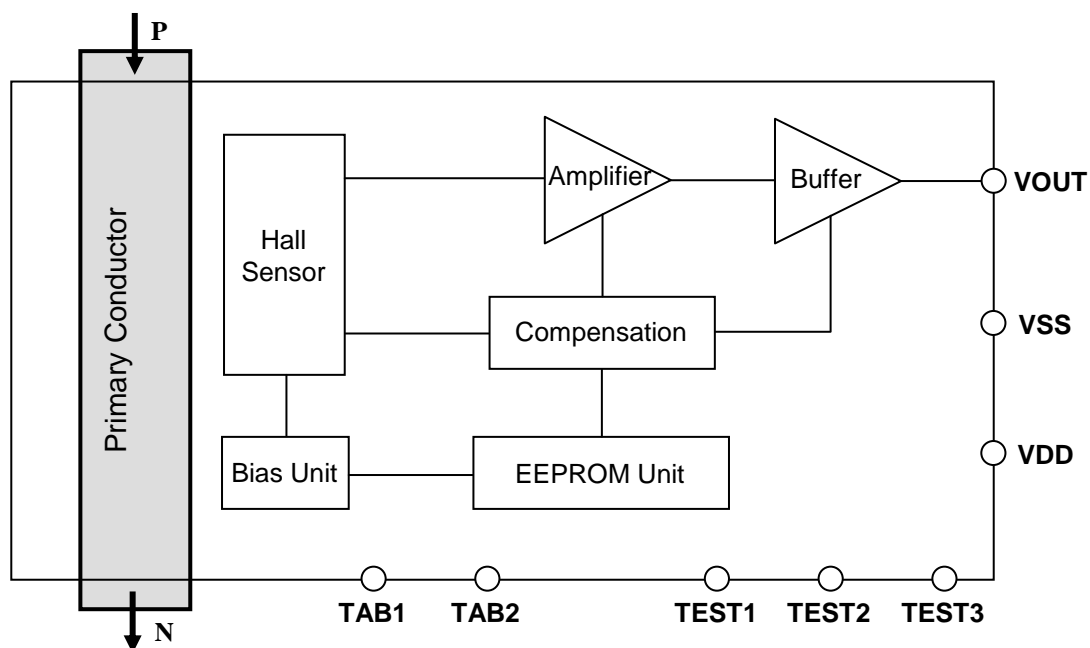 P
Primary Conductor
Hall
Sensor
Amplifier
Buffer
VOUT
Compensation
VSS
Bias Unit
EEPROM Unit
VDD
TAB1
TAB2
TEST1
TEST2
TEST3
N